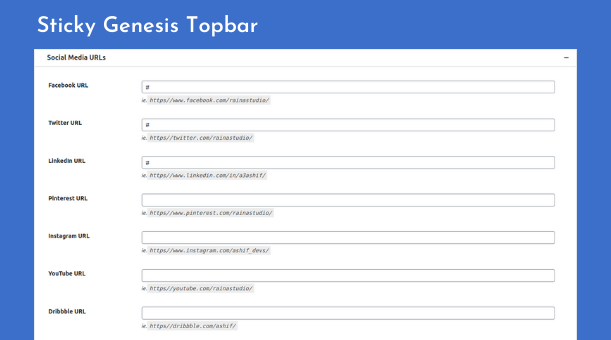 Sticky Genesis Topbar
Social Media URLs
Facebook URL
#
ie. https//www.facebook.com/rainastudio/
Twitter URL
#
ie. https//twitter.com/rainastudio/
LinkedIn URL
#
ie. https//www.linkedin.com/in/a3ashif/
Pinterest URL
ie. https//www.pinterest.com/rainastudio/
Instagram URL
ie. https//www.instagram.com/ashif_devs/
YouTube URL
ie. https//youtube.com/rainastudio/
Dribbble URL
ie. https//dribbble.com/ashif/